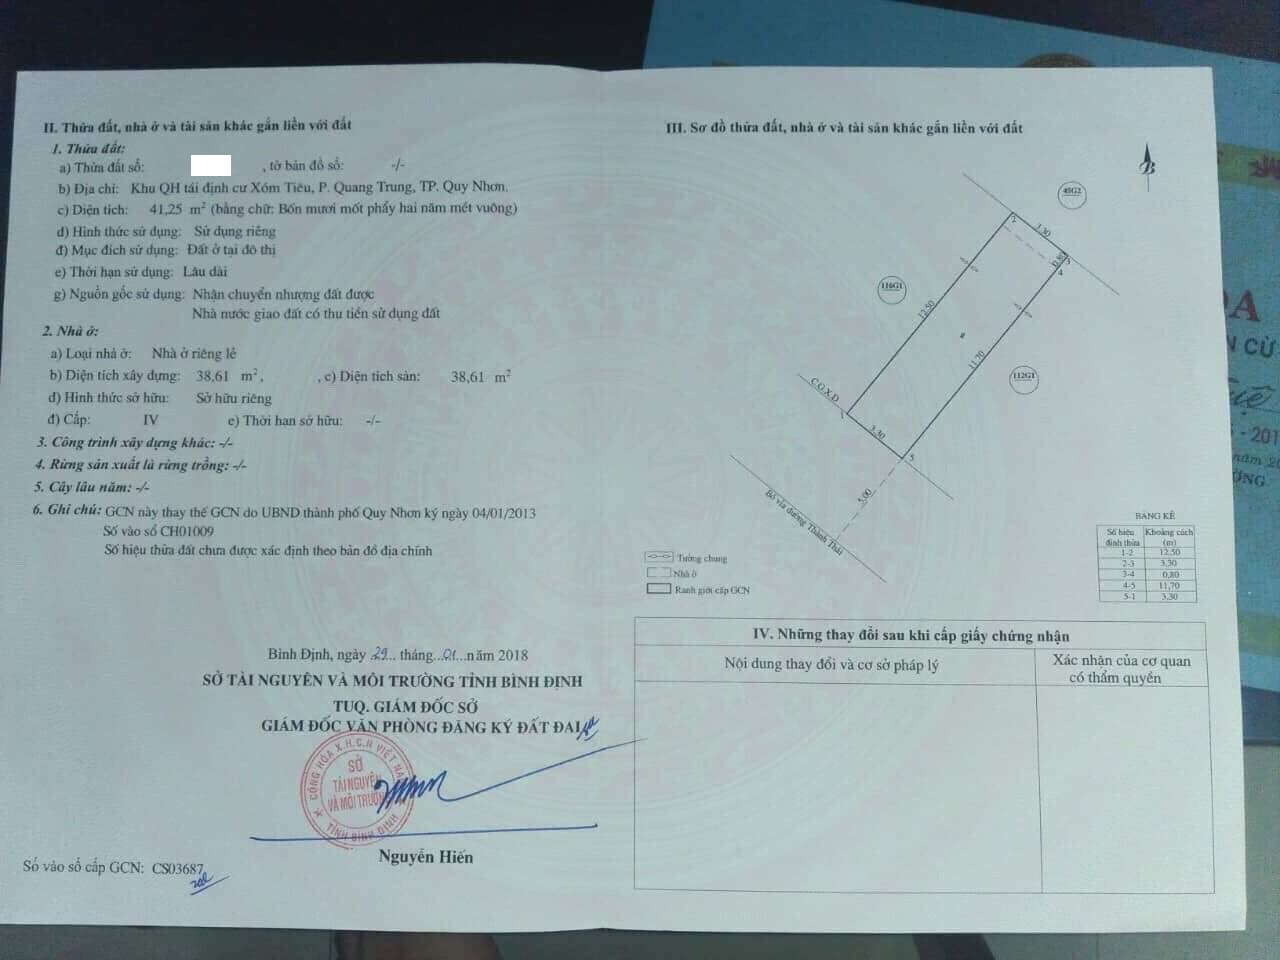 II. Thửa đất, nhà ở và tài sản khác gắn liền với đất
1. Thửa đất:
a) Thửa đất số: , tờ bản đồ số: -/-
b) Địa chỉ: Khu QH tái định cư Xóm Tiêu, P. Quang Trung, TP. Quy Nhơn.
c) Diện tích: 41,25 m² (bằng chữ: Bốn mươi mốt phẩy hai năm mét vuông)
d) Hình thức sử dụng: Sử dụng riêng
đ) Mục đích sử dụng: Đất ở tại đô thị
e) Thời hạn sử dụng: Lâu dài
g) Nguồn gốc sử dụng: Nhận chuyển nhượng đất được
Nhà nước giao đất có thu tiền sử dụng đất
2. Nhà ở:
a) Loại nhà ở: Nhà ở riêng lẻ
b) Diện tích xây dựng: 38,61 m², , c) Diện tích sàn: 38,61 m²
d) Hình thức sở hữu: Sở hữu riêng
đ) Cấp: IV e) Thời hạn sở hữu: -/-
3. Công trình xây dựng khác: -/-
4. Rừng sản xuất là rừng trồng: -/-
5. Cây lâu năm: -/-
6. Ghi chú: GCN này thay thế GCN do UBND thành phố Quy Nhơn ký ngày 04/01/2013
Số vào sổ CH01009
Số hiệu thửa đất chưa được xác định theo bản đồ địa chính
Bình Định, ngày 29 tháng 01 năm 2018
SỞ TÀI NGUYÊN VÀ MÔI TRƯỜNG TỈNH BÌNH ĐỊNH
TUQ. GIÁM ĐỐC SỞ
GIÁM ĐỐC VĂN PHÒNG ĐĂNG KÝ ĐẤT ĐAI
CỘNG HÒA X.H.C.N VIỆT NAM
SỞ
TÀI NGUYÊN
VÀ MÔI TRƯỜNG
TỈNH BÌNH ĐỊNH
Nguyễn Hiến
Số vào sổ cấp GCN: CS03687
III. Sơ đồ thửa đất, nhà ở và tài sản khác gắn liền với đất
B
49G2
2
3,30
3
0,80
4
110G1
12,50
11,70
112G1
C.G.X.D
1
3,30
5
5,00
Bó vỉa đường Thành Thái
Tường chung
Nhà ở
Ranh giới cấp GCN
BẢNG KÊ
Số hiệu đỉnh thửa Khoảng cách (m)
1-2 12,50
2-3 3,30
3-4 0,80
4-5 11,70
5-1 3,30
IV. Những thay đổi sau khi cấp giấy chứng nhận
Nội dung thay đổi và cơ sở pháp lý
Xác nhận của cơ quan
có thẩm quyền